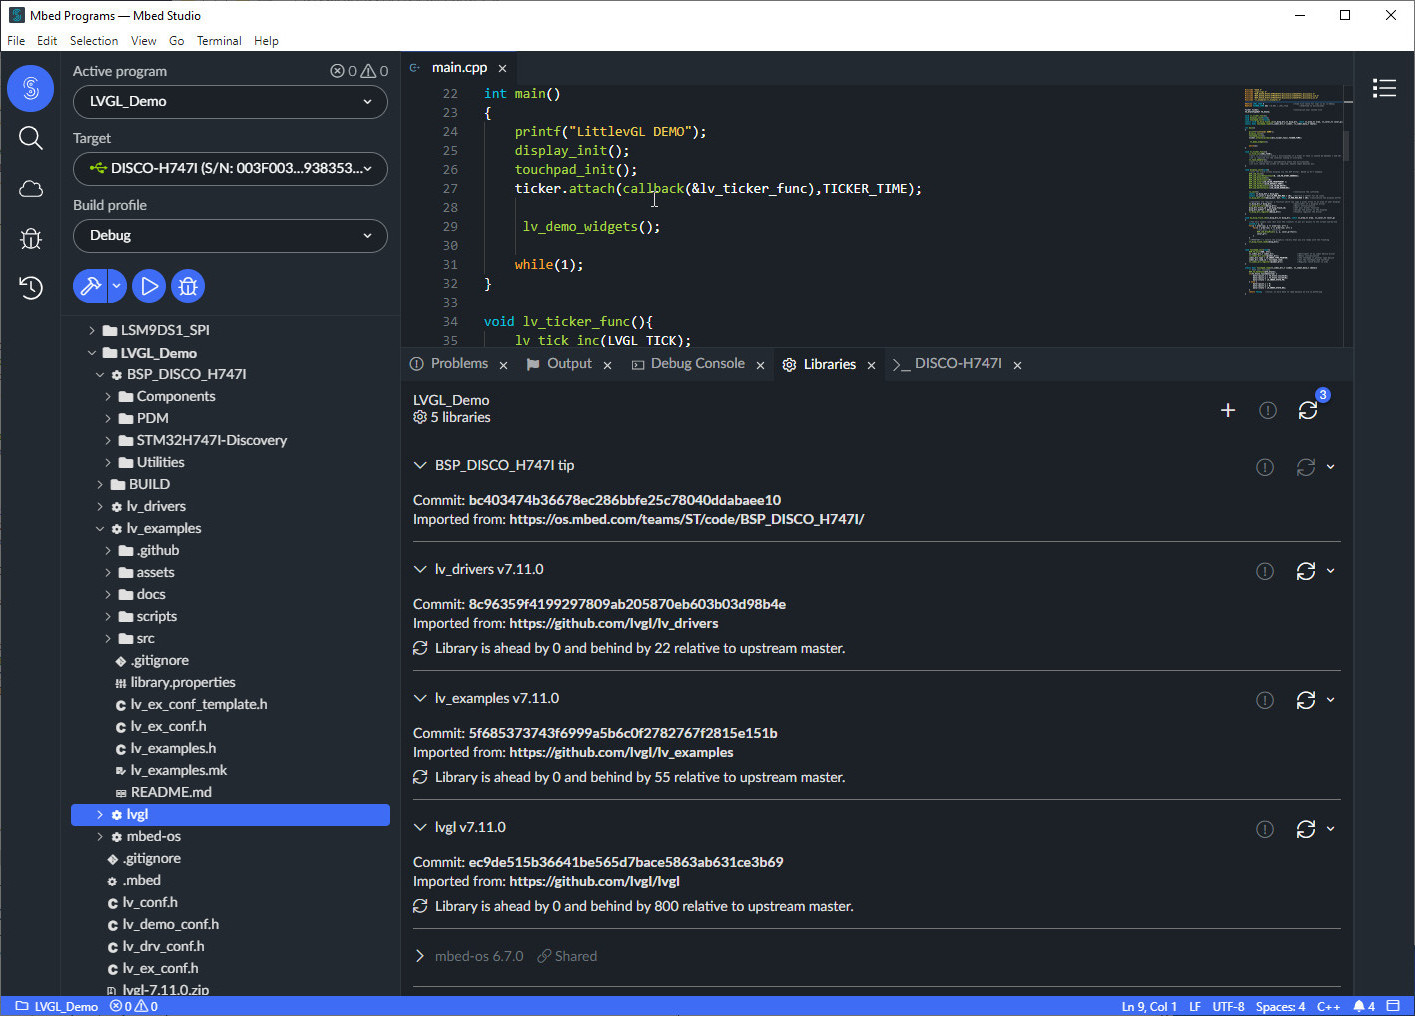 Mbed Programs — Mbed Studio
File Edit Selection View Go Terminal Help
Active program
0 0
LVGL_Demo
Target
DISCO-H747I (S/N: 003F003...938353...
Build profile
Debug
LSM9DS1_SPI
LVGL_Demo
BSP_DISCO_H747I
Components
PDM
STM32H747I-Discovery
Utilities
BUILD
lv_drivers
lv_examples
.github
assets
docs
scripts
src
.gitignore
library.properties
lv_ex_conf_template.h
lv_ex_conf.h
lv_examples.h
lv_examples.mk
README.md
lvgl
mbed-os
.gitignore
.mbed
lv_conf.h
lv_demo_conf.h
lv_drv_conf.h
lv_ex_conf.h
lvgl-7.11.0.zip
main.cpp
22 int main()
23 {
24 printf("LittlevGL DEMO");
25 display_init();
26 touchpad_init();
27 ticker.attach(callback(&lv_ticker_func),TICKER_TIME);
28
29 lv_demo_widgets();
30
31 while(1);
32 }
33
34 void lv_ticker_func(){
35 lv_tick_inc(LVGL_TICK);
Problems Output Debug Console Libraries DISCO-H747I
LVGL_Demo
5 libraries
3
BSP_DISCO_H747I tip
Commit: bc403474b36678ec286bbfe25c78040ddabaee10
Imported from: https://os.mbed.com/teams/ST/code/BSP_DISCO_H747I/
lv_drivers v7.11.0
Commit: 8c96359f4199297809ab205870eb603b03d98b4e
Imported from: https://github.com/lvgl/lv_drivers
Library is ahead by 0 and behind by 22 relative to upstream master.
lv_examples v7.11.0
Commit: 5f685373743f6999a5b6c0f2782767f2815e151b
Imported from: https://github.com/lvgl/lv_examples
Library is ahead by 0 and behind by 55 relative to upstream master.
lvgl v7.11.0
Commit: ec9de515b36641be565d7bace5863ab631ce3b69
Imported from: https://github.com/lvgl/lvgl
Library is ahead by 0 and behind by 800 relative to upstream master.
mbed-os 6.7.0 Shared
LVGL_Demo 0 0
Ln 9, Col 1 LF UTF-8 Spaces: 4 C++ 4